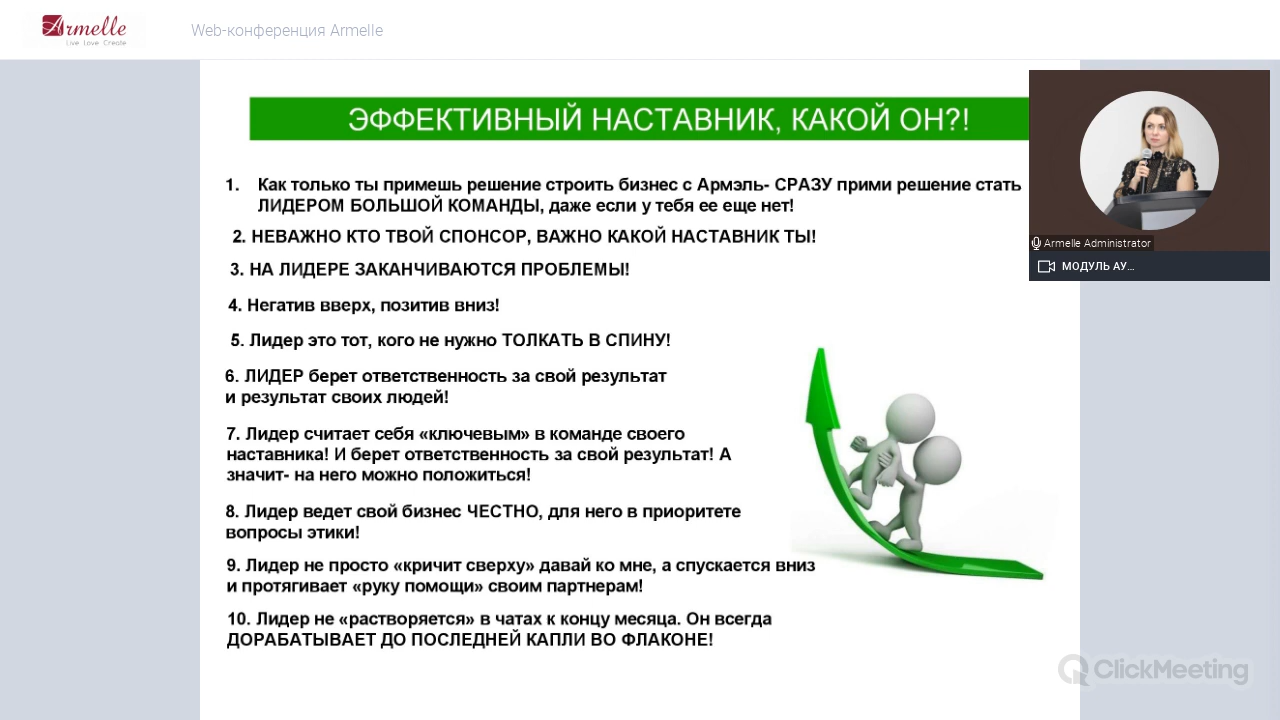 Armelle
Live Love Create
Web-конференция Armelle
ЭФФЕКТИВНЫЙ НАСТАВНИК, КАКОЙ ОН?!
1. Как только ты примешь решение строить бизнес с Армэль- СРАЗУ прими решение стать
ЛИДЕРОМ БОЛЬШОЙ КОМАНДЫ, даже если у тебя ее еще нет!
2. НЕВАЖНО КТО ТВОЙ СПОНСОР, ВАЖНО КАКОЙ НАСТАВНИК ТЫ!
3. НА ЛИДЕРЕ ЗАКАНЧИВАЮТСЯ ПРОБЛЕМЫ!
4. Негатив вверх, позитив вниз!
5. Лидер это тот, кого не нужно ТОЛКАТЬ В СПИНУ!
6. ЛИДЕР берет ответственность за свой результат
и результат своих людей!
7. Лидер считает себя «ключевым» в команде своего
наставника! И берет ответственность за свой результат! А
значит- на него можно положиться!
8. Лидер ведет свой бизнес ЧЕСТНО, для него в приоритете
вопросы этики!
9. Лидер не просто «кричит сверху» давай ко мне, а спускается вниз
и протягивает «руку помощи» своим партнерам!
10. Лидер не «растворяется» в чатах к концу месяца. Он всегда
ДОРАБАТЫВАЕТ ДО ПОСЛЕДНЕЙ КАПЛИ ВО ФЛАКОНЕ!
Armelle Administrator
МОДУЛЬ АУ...
ClickMeeting